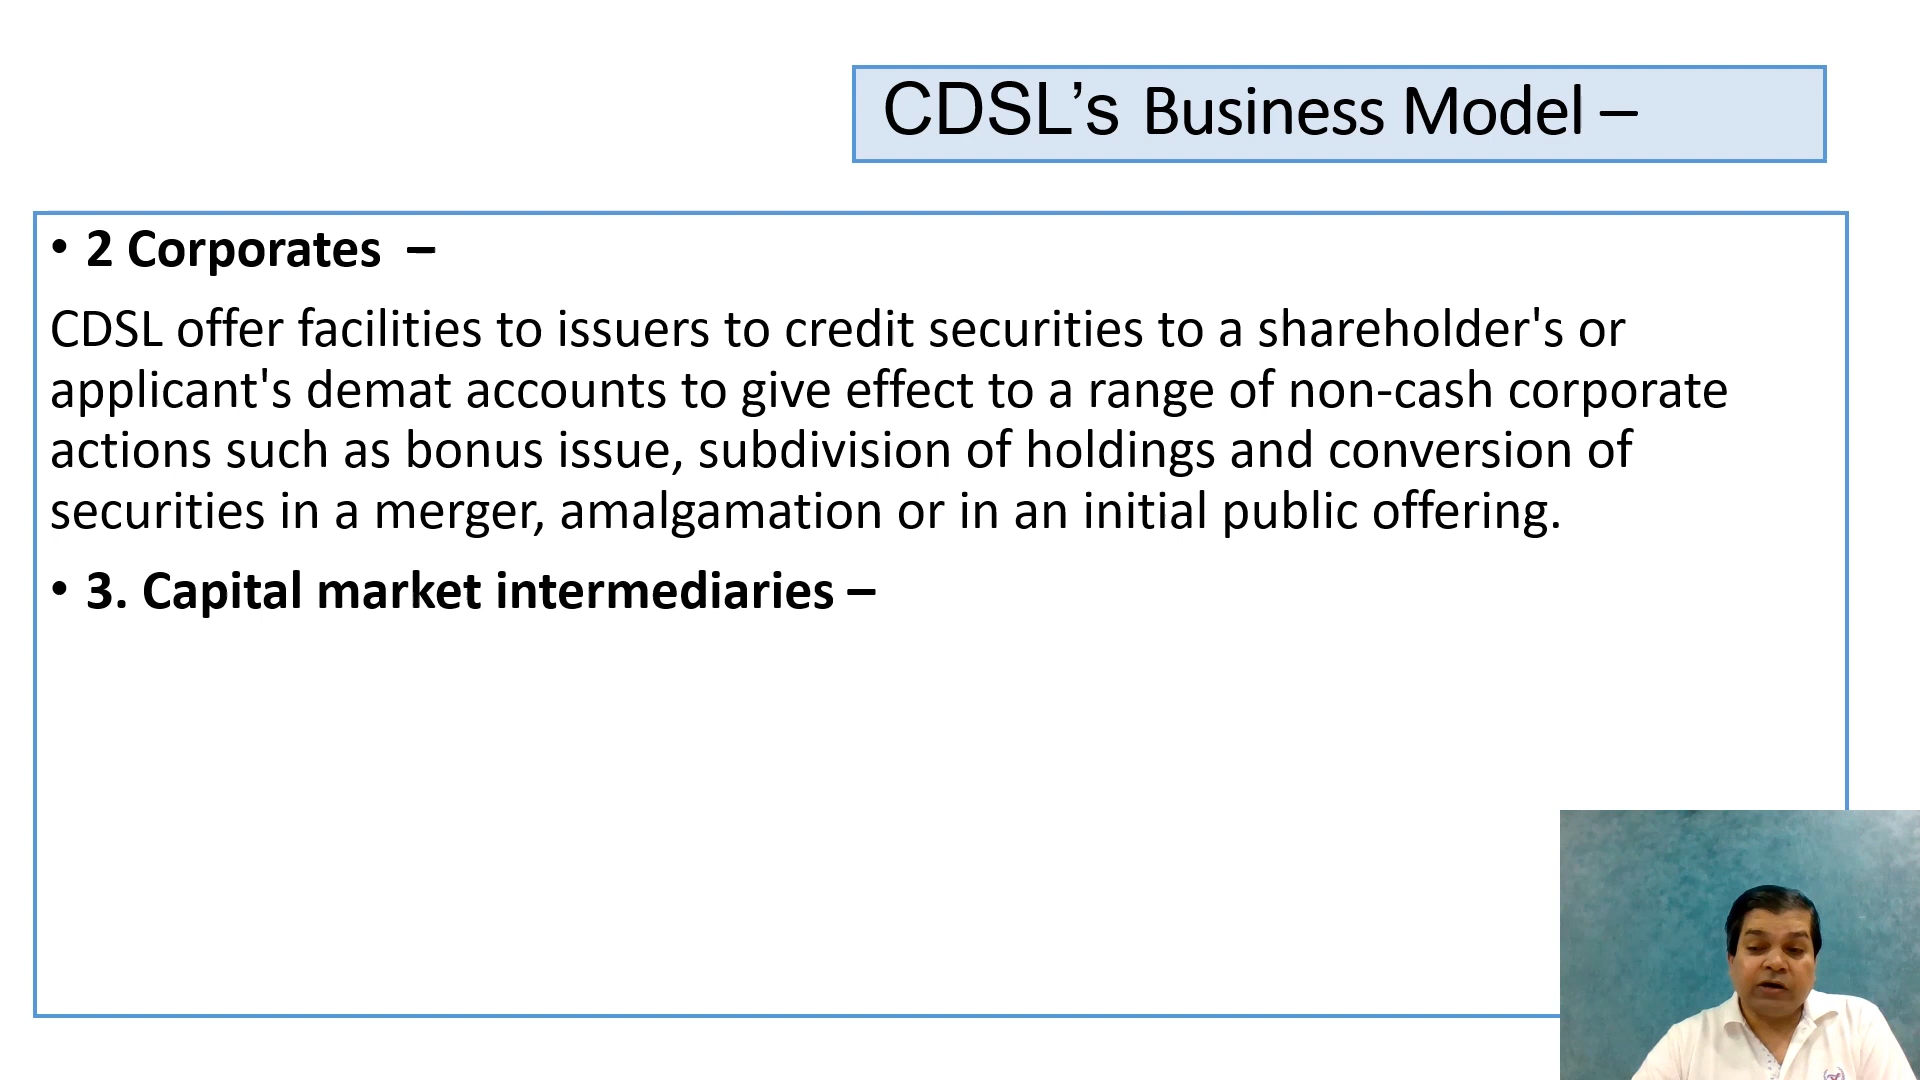 CDSL’s Business Model –
• 2 Corporates –
CDSL offer facilities to issuers to credit securities to a shareholder's or
applicant's demat accounts to give effect to a range of non-cash corporate
actions such as bonus issue, subdivision of holdings and conversion of
securities in a merger, amalgamation or in an initial public offering.
• 3. Capital market intermediaries –